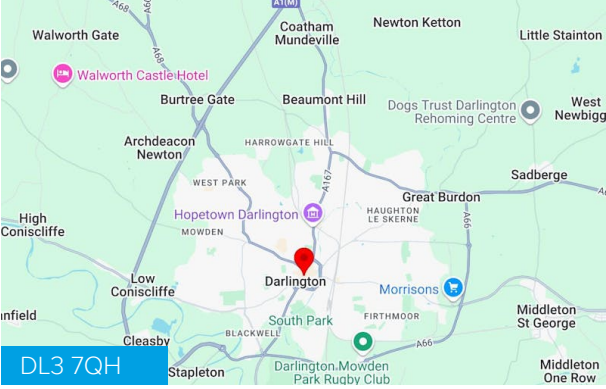 A1(M)
A68
Coatham
Mundeville
Newton Ketton
Walworth Gate
Little Stainton
A68
Walworth Castle Hotel
Burtree Gate
Beaumont Hill
Dogs Trust Darlington
Rehoming Centre
West
Newbigg
Archdeacon
Newton
HARROWGATE HILL
A167
WEST PARK
Sadberge
Great Burdon
High
Coniscliffe
Hopetown Darlington
HAUGHTON
LE SKERNE
A66
MOWDEN
Low
Coniscliffe
Darlington
Morrisons
nfield
South Park
FIRTHMOOR
Middleton
St George
BLACKWELL
Cleasby
A66
DL3 7QH
Stapleton
Darlington Mowden
Park Rugby Club
Middleton
One Row